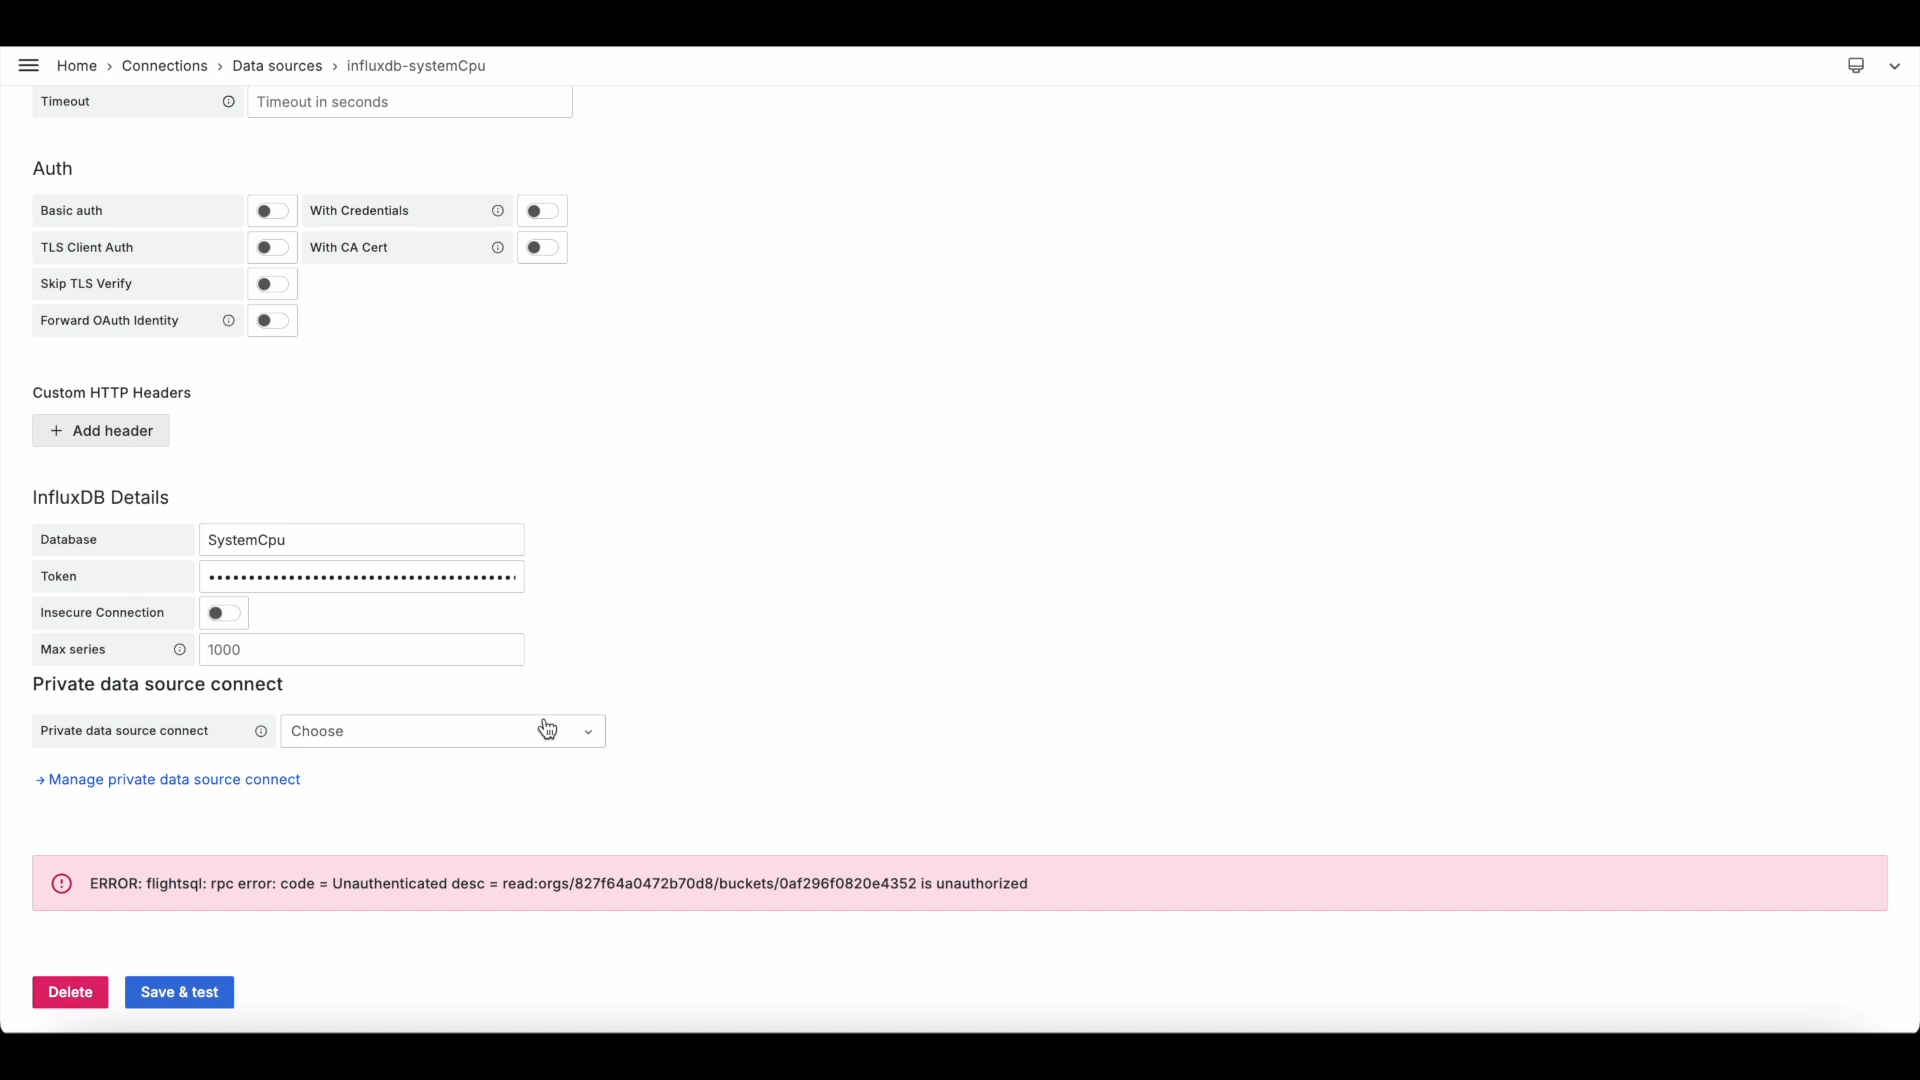 Home › Connections › Data sources › influxdb-systemCpu
Timeout Timeout in seconds
Auth
Basic auth With Credentials
TLS Client Auth With CA Cert
Skip TLS Verify
Forward OAuth Identity
Custom HTTP Headers
+ Add header
InfluxDB Details
Database SystemCpu
Token ••••••••••••••••••••••••••••••••••••••
Insecure Connection
Max series 1000
Private data source connect
Private data source connect Choose
→ Manage private data source connect
ERROR: flightsql: rpc error: code = Unauthenticated desc = read:orgs/827f64a0472b70d8/buckets/0af296f0820e4352 is unauthorized
Delete Save & test